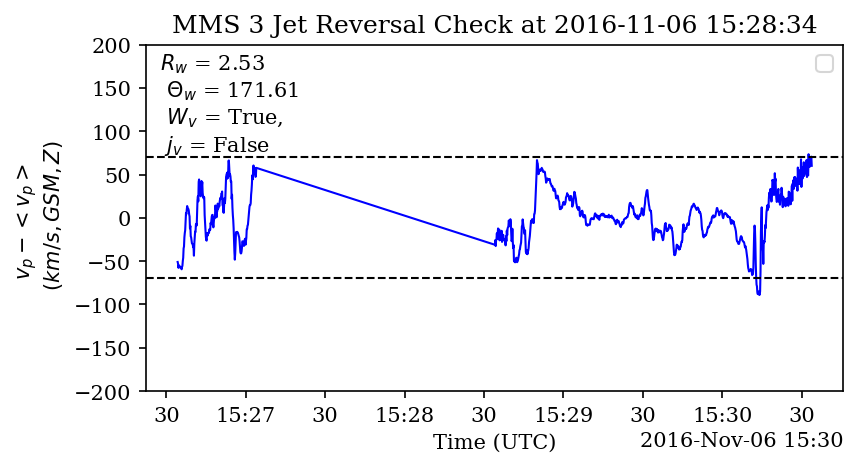 MMS 3 Jet Reversal Check at 2016-11-06 15:28:34
R_w = 2.53
Θ_w = 171.61
W_v = True,
j_v = False
v_p − < v_p >
(km/s, GSM, Z)
200
150
100
50
0
−50
−100
−150
−200
30 15:27 30 15:28 30 15:29 30 15:30 30
Time (UTC)
2016-Nov-06 15:30